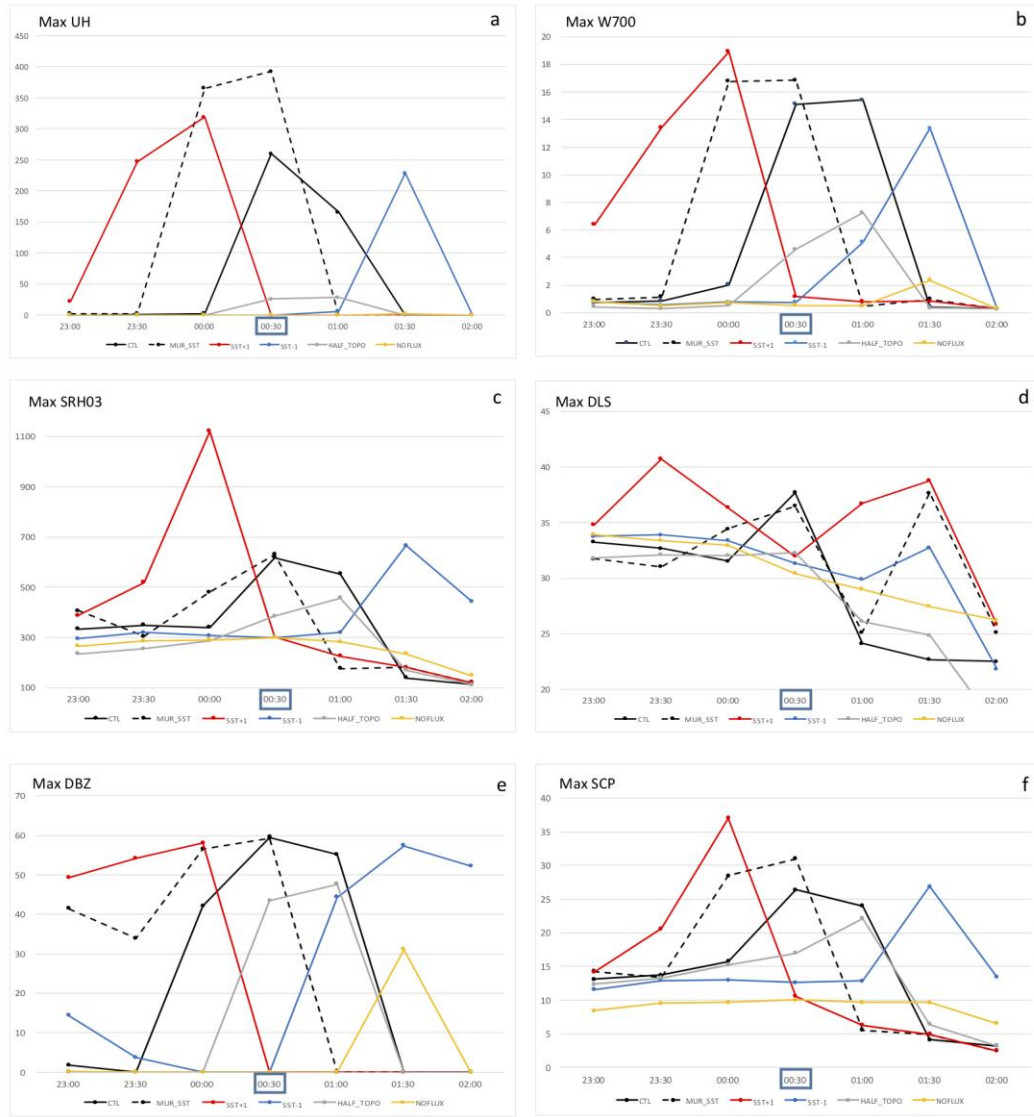 Max UH a
450
400
350
300
250
200
150
100
50
0
23:00 23:30 00:00 00:30 01:00 01:30 02:00
CTL MUR_SST SST+1 SST-1 HALF_TOPO NOFLUX
Max W700 b
20
18
16
14
12
10
8
6
4
2
0
23:00 23:30 00:00 00:30 01:00 01:30 02:00
CTL MUR_SST SST+1 SST-1 HALF_TOPO NOFLUX
Max SRH03 c
1100
900
700
500
300
100
23:00 23:30 00:00 00:30 01:00 01:30 02:00
CTL MUR_SST SST+1 SST-1 HALF_TOPO NOFLUX
Max DLS d
45
40
35
30
25
20
23:00 23:30 00:00 00:30 01:00 01:30 02:00
CTL MUR_SST SST+1 SST-1 HALF_TOPO NOFLUX
Max DBZ e
70
60
50
40
30
20
10
0
23:00 23:30 00:00 00:30 01:00 01:30 02:00
CTL MUR_SST SST+1 SST-1 HALF_TOPO NOFLUX
Max SCP f
40
35
30
25
20
15
10
5
0
23:00 23:30 00:00 00:30 01:00 01:30 02:00
CTL MUR_SST SST+1 SST-1 HALF_TOPO NOFLUX